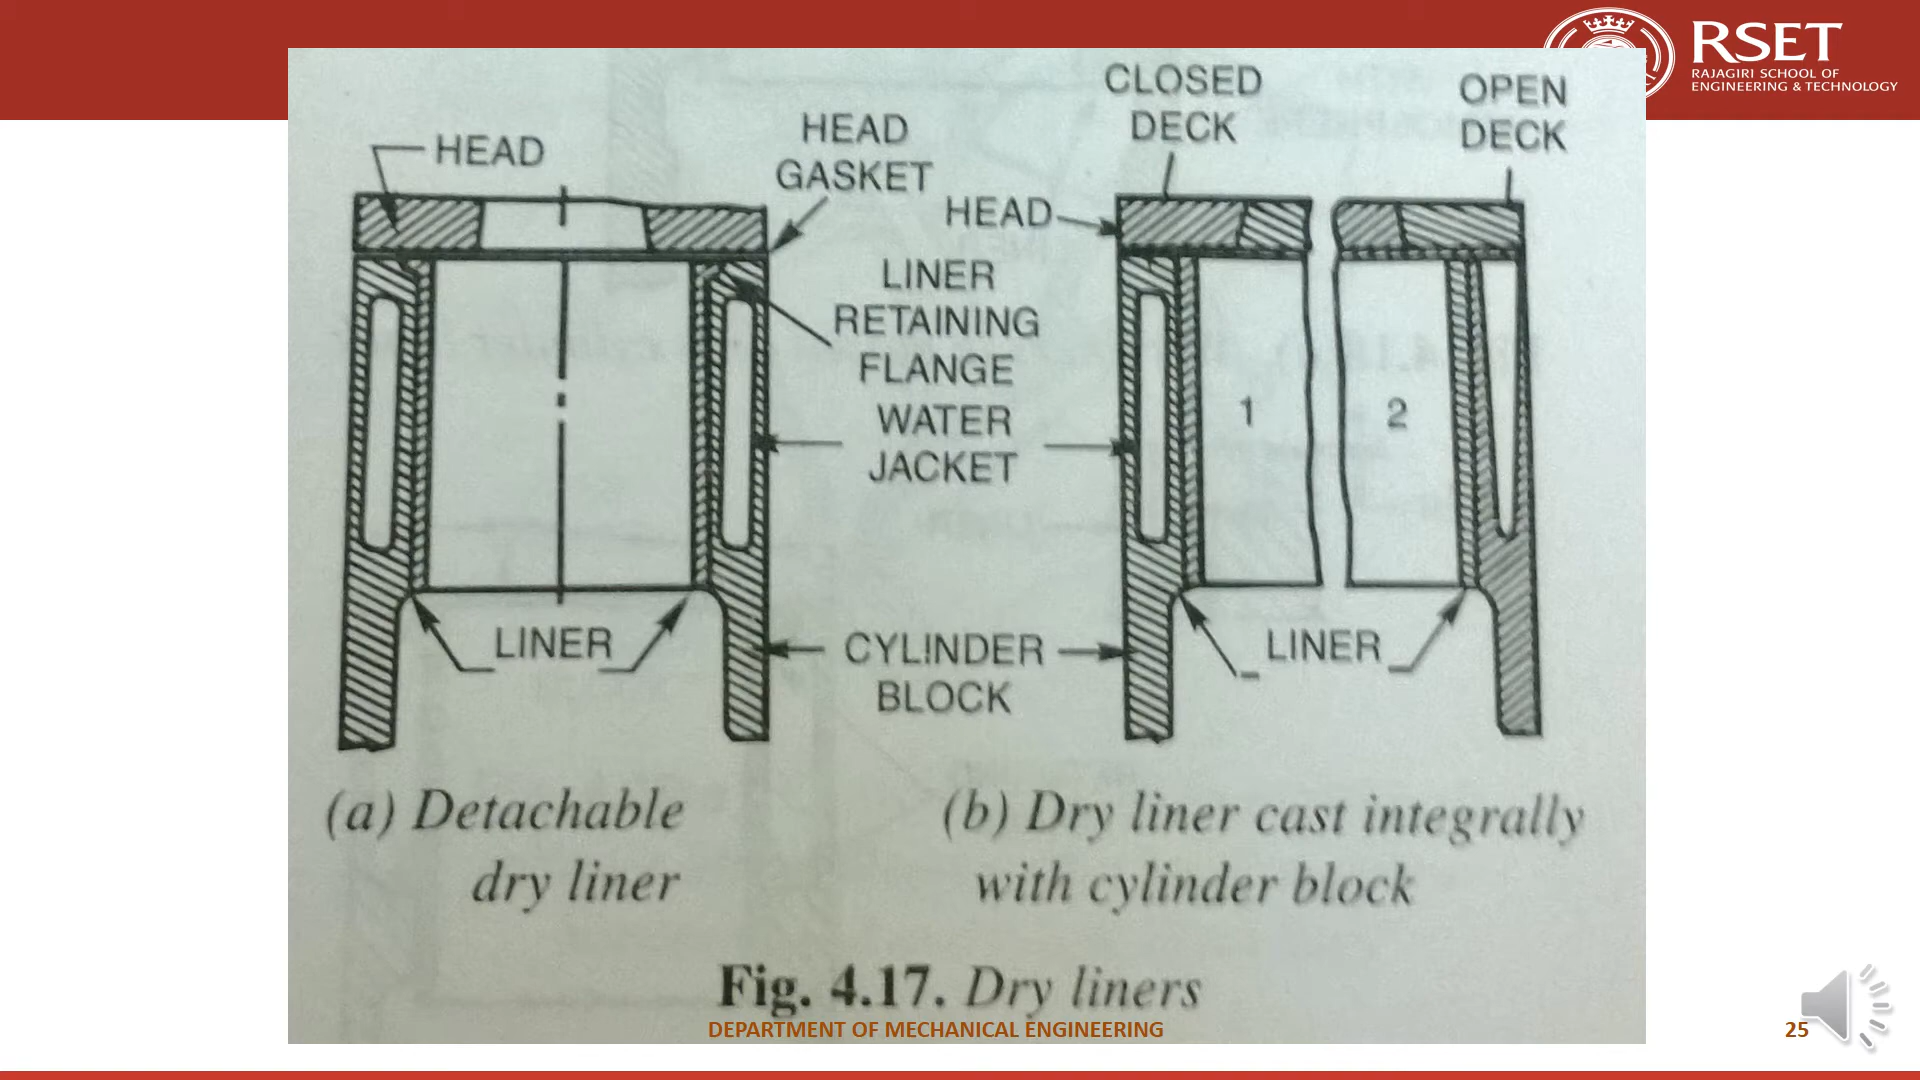 RSET
RAJAGIRI SCHOOL OF
ENGINEERING & TECHNOLOGY
HEAD
HEAD
GASKET
CLOSED
DECK
OPEN
DECK
HEAD
LINER
RETAINING
FLANGE
WATER
JACKET
1
2
LINER
CYLINDER
BLOCK
LINER
(a) Detachable
dry liner
(b) Dry liner cast integrally
with cylinder block
Fig. 4.17. Dry liners
DEPARTMENT OF MECHANICAL ENGINEERING
25